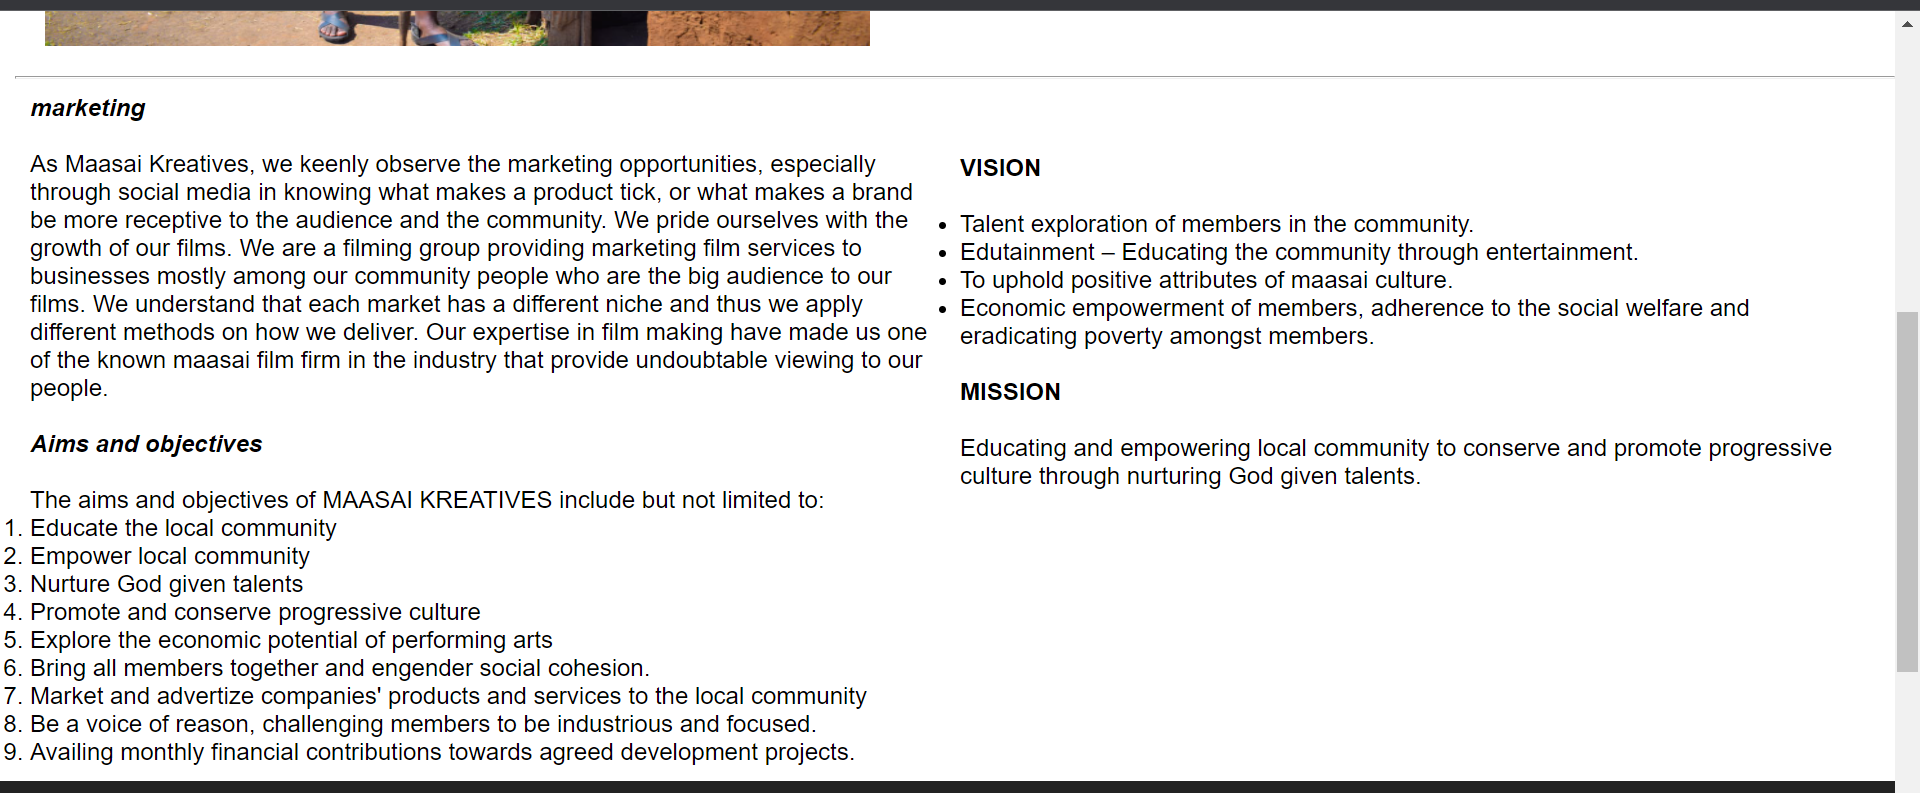 marketing
As Maasai Kreatives, we keenly observe the marketing opportunities, especially
through social media in knowing what makes a product tick, or what makes a brand
be more receptive to the audience and the community. We pride ourselves with the
growth of our films. We are a filming group providing marketing film services to
businesses mostly among our community people who are the big audience to our
films. We understand that each market has a different niche and thus we apply
different methods on how we deliver. Our expertise in film making have made us one
of the known maasai film firm in the industry that provide undoubtable viewing to our
people.
Aims and objectives
The aims and objectives of MAASAI KREATIVES include but not limited to:
1. Educate the local community
2. Empower local community
3. Nurture God given talents
4. Promote and conserve progressive culture
5. Explore the economic potential of performing arts
6. Bring all members together and engender social cohesion.
7. Market and advertize companies' products and services to the local community
8. Be a voice of reason, challenging members to be industrious and focused.
9. Availing monthly financial contributions towards agreed development projects.
VISION
• Talent exploration of members in the community.
• Edutainment – Educating the community through entertainment.
• To uphold positive attributes of maasai culture.
• Economic empowerment of members, adherence to the social welfare and
eradicating poverty amongst members.
MISSION
Educating and empowering local community to conserve and promote progressive
culture through nurturing God given talents.